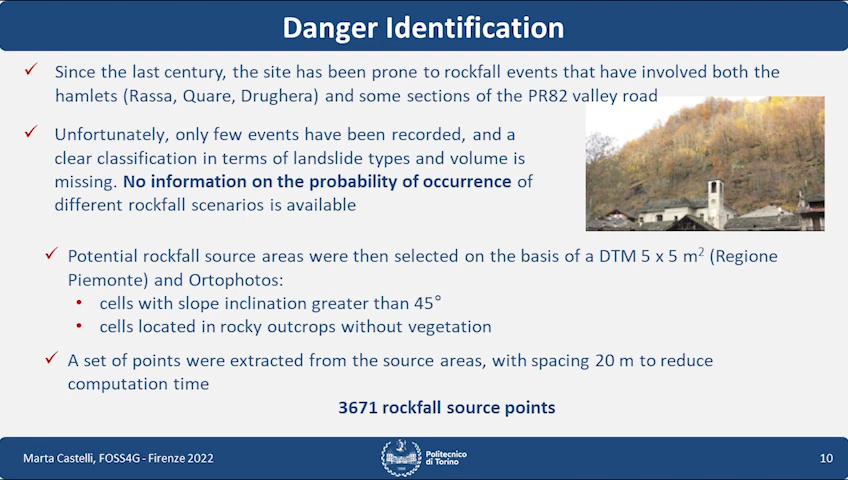 Danger Identification
Since the last century, the site has been prone to rockfall events that have involved both the
hamlets (Rassa, Quare, Drughera) and some sections of the PR82 valley road
Unfortunately, only few events have been recorded, and a
clear classification in terms of landslide types and volume is
missing. No information on the probability of occurrence of
different rockfall scenarios is available
Potential rockfall source areas were then selected on the basis of a DTM 5 x 5 m² (Regione
Piemonte) and Ortophotos:
• cells with slope inclination greater than 45°
• cells located in rocky outcrops without vegetation
A set of points were extracted from the source areas, with spacing 20 m to reduce
computation time
3671 rockfall source points
Marta Castelli, FOSS4G - Firenze 2022
Politecnico
di Torino
10